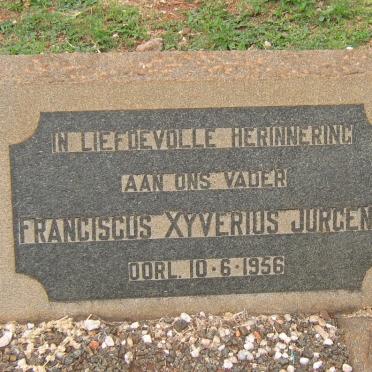 IN LIEFDEVOLLE HERINNERING
AAN ONS VADER
FRANCISCUS XYVERIUS JURGEN
OORL. 10-6-1956